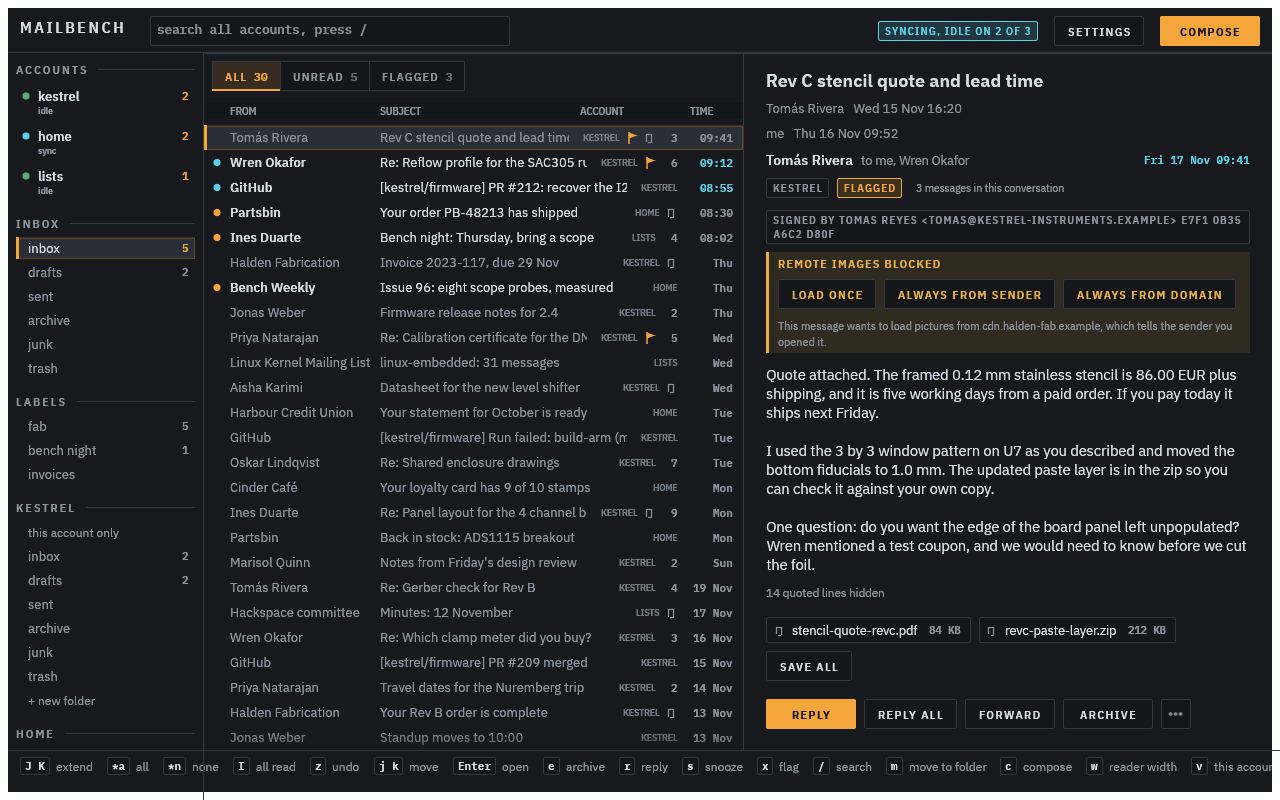 MAILBENCH
search all accounts, press /
SYNCING, IDLE ON 2 OF 3
SETTINGS
COMPOSE
ACCOUNTS
kestrel 2
idle
home 2
sync
lists 1
idle
INBOX
inbox 5
drafts 2
sent
archive
junk
trash
LABELS
fab 5
bench night 1
invoices
KESTREL
this account only
inbox 2
drafts 2
sent
archive
junk
trash
+ new folder
HOME
ALL 30 UNREAD 5 FLAGGED 3
FROM SUBJECT ACCOUNT TIME
Tomás Rivera Rev C stencil quote and lead time KESTREL 3 09:41
Wren Okafor Re: Reflow profile for the SAC305 ru KESTREL 6 09:12
GitHub [kestrel/firmware] PR #212: recover the I2 KESTREL 08:55
Partsbin Your order PB-48213 has shipped HOME 08:30
Ines Duarte Bench night: Thursday, bring a scope LISTS 4 08:02
Halden Fabrication Invoice 2023-117, due 29 Nov KESTREL Thu
Bench Weekly Issue 96: eight scope probes, measured HOME Thu
Jonas Weber Firmware release notes for 2.4 KESTREL 2 Thu
Priya Natarajan Re: Calibration certificate for the DM KESTREL 5 Wed
Linux Kernel Mailing List linux-embedded: 31 messages LISTS Wed
Aisha Karimi Datasheet for the new level shifter KESTREL Wed
Harbour Credit Union Your statement for October is ready HOME Tue
GitHub [kestrel/firmware] Run failed: build-arm (m KESTREL Tue
Oskar Lindqvist Re: Shared enclosure drawings KESTREL 7 Tue
Cinder Café Your loyalty card has 9 of 10 stamps HOME Mon
Ines Duarte Re: Panel layout for the 4 channel b KESTREL 9 Mon
Partsbin Back in stock: ADS1115 breakout HOME Mon
Marisol Quinn Notes from Friday's design review KESTREL 2 Sun
Tomás Rivera Re: Gerber check for Rev B KESTREL 4 19 Nov
Hackspace committee Minutes: 12 November LISTS 17 Nov
Wren Okafor Re: Which clamp meter did you buy? KESTREL 3 16 Nov
GitHub [kestrel/firmware] PR #209 merged KESTREL 15 Nov
Priya Natarajan Travel dates for the Nuremberg trip KESTREL 2 14 Nov
Halden Fabrication Your Rev B order is complete KESTREL 13 Nov
Jonas Weber Standup moves to 10:00 KESTREL 13 Nov
Rev C stencil quote and lead time
Tomás Rivera Wed 15 Nov 16:20
me Thu 16 Nov 09:52
Tomás Rivera to me, Wren Okafor Fri 17 Nov 09:41
KESTREL FLAGGED 3 messages in this conversation
SIGNED BY TOMAS REYES <TOMAS@KESTREL-INSTRUMENTS.EXAMPLE> E7F1 0B35
A6C2 D80F
REMOTE IMAGES BLOCKED
LOAD ONCE ALWAYS FROM SENDER ALWAYS FROM DOMAIN
This message wants to load pictures from cdn.halden-fab.example, which tells the sender you
opened it.
Quote attached. The framed 0.12 mm stainless stencil is 86.00 EUR plus
shipping, and it is five working days from a paid order. If you pay today it
ships next Friday.
I used the 3 by 3 window pattern on U7 as you described and moved the
bottom fiducials to 1.0 mm. The updated paste layer is in the zip so you
can check it against your own copy.
One question: do you want the edge of the board panel left unpopulated?
Wren mentioned a test coupon, and we would need to know before we cut
the foil.
14 quoted lines hidden
stencil-quote-revc.pdf 84 KB revc-paste-layer.zip 212 KB
SAVE ALL
REPLY REPLY ALL FORWARD ARCHIVE •••
J K extend *a all *n none I all read z undo j k move Enter open e archive r reply s snooze x flag / search m move to folder c compose w reader width v this accoun